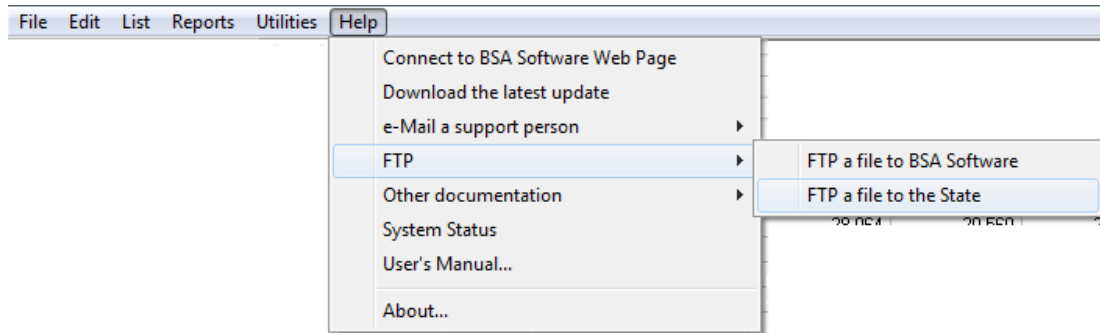 File Edit List Reports Utilities Help
Connect to BSA Software Web Page
Download the latest update
e-Mail a support person
FTP
FTP a file to BSA Software
Other documentation
FTP a file to the State
System Status
User's Manual...
About...